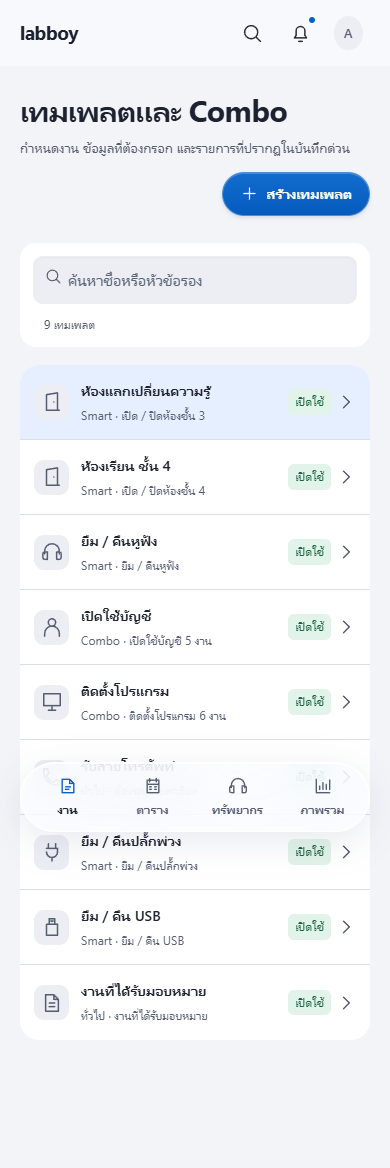 labboy
A
เทมเพลตและ Combo
กำหนดงาน ข้อมูลที่ต้องกรอก และรายการที่ปรากฏในบันทึกด่วน
สร้างเทมเพลต
ค้นหาชื่อหรือหัวข้อรอง
9 เทมเพลต
ห้องแลกเปลี่ยนความรู้
เปิดใช้
Smart · เปิด / ปิดห้องชั้น 3
ห้องเรียน ชั้น 4
เปิดใช้
Smart · เปิด / ปิดห้องชั้น 4
ยืม / คืนหูฟัง
เปิดใช้
Smart · ยืม / คืนหูฟัง
เปิดใช้บัญชี
เปิดใช้
Combo · เปิดใช้บัญชี 5 งาน
ติดตั้งโปรแกรม
เปิดใช้
Combo · ติดตั้งโปรแกรม 6 งาน
รับสายโทรศัพท์
งาน
ตาราง
ทรัพยากร
ภาพรวม
ยืม / คืนปลั๊กพ่วง
เปิดใช้
Smart · ยืม / คืนปลั๊กพ่วง
ยืม / คืน USB
เปิดใช้
Smart · ยืม / คืน USB
งานที่ได้รับมอบหมาย
เปิดใช้
ทั่วไป · งานที่ได้รับมอบหมาย